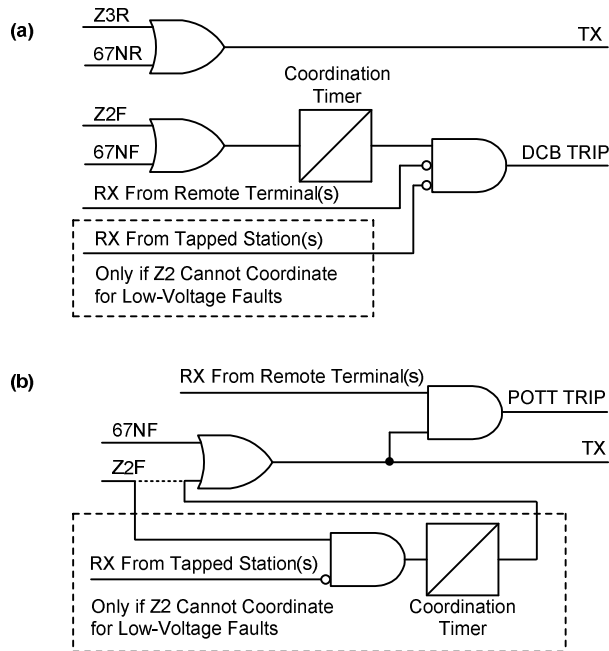 (a)
Z3R
67NR
TX
Coordination
Timer
Z2F
67NF
DCB TRIP
RX From Remote Terminal(s)
RX From Tapped Station(s)
Only if Z2 Cannot Coordinate
for Low-Voltage Faults
(b)
RX From Remote Terminal(s)
POTT TRIP
67NF
TX
Z2F
RX From Tapped Station(s)
Only if Z2 Cannot Coordinate
for Low-Voltage Faults
Coordination
Timer